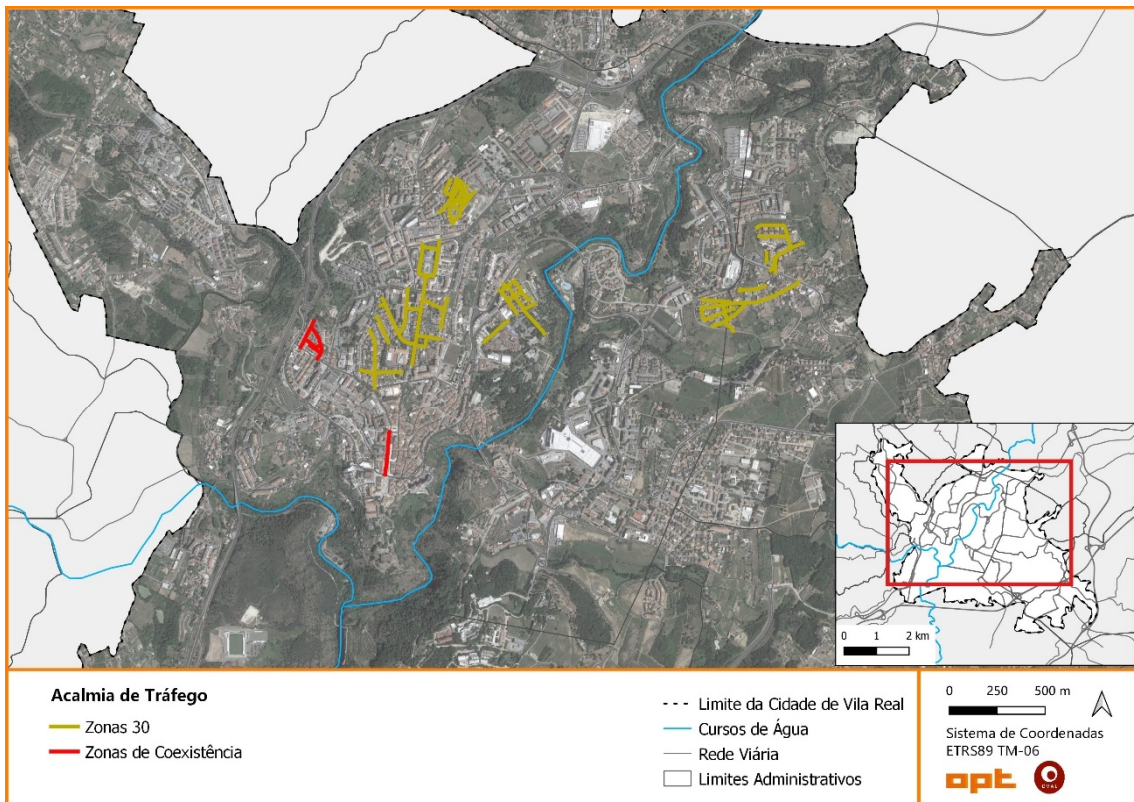 0 1 2 km
Acalmia de Tráfego
Zonas 30
Zonas de Coexistência
Limite da Cidade de Vila Real
Cursos de Água
Rede Viária
Limites Administrativos
0 250 500 m
Sistema de Coordenadas
ETRS89 TM-06
opt